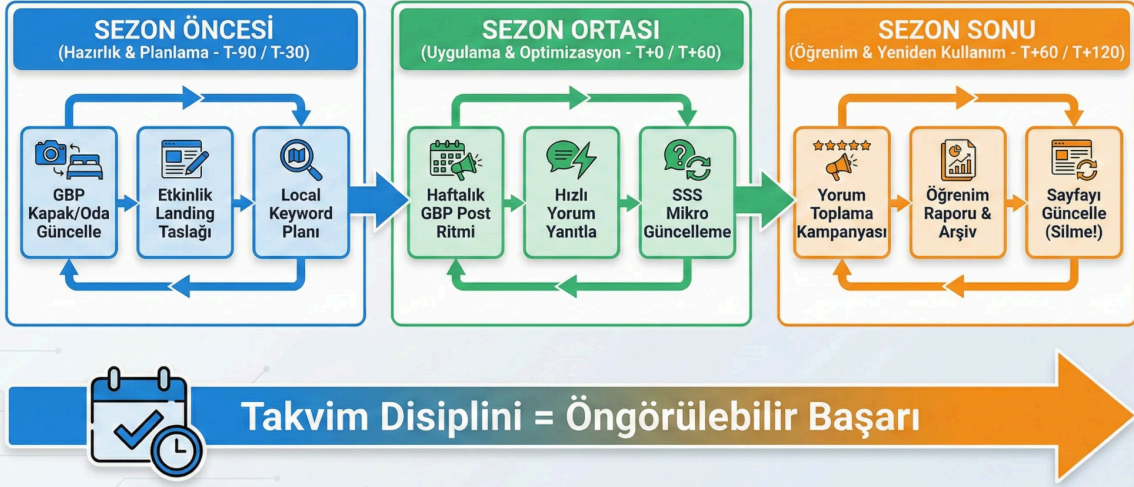 SEZON ÖNCESİ
(Hazırlık & Planlama - T-90 / T-30)
GBP
Kapak/Oda
Güncelle
Etkinlik
Landing
Taslağı
Local
Keyword
Planı
SEZON ORTASI
(Uygulama & Optimizasyon - T+0 / T+60)
Haftalık
GBP Post
Ritmi
Hızlı
Yorum
Yanıtla
SSS
Mikro
Güncelleme
SEZON SONU
(Öğrenim & Yeniden Kullanım - T+60 / T+120)
Yorum
Toplama
Kampanyası
Öğrenim
Raporu &
Arşiv
Sayfayı
Güncelle
(Silme!)
Takvim Disiplini = Öngörülebilir Başarı